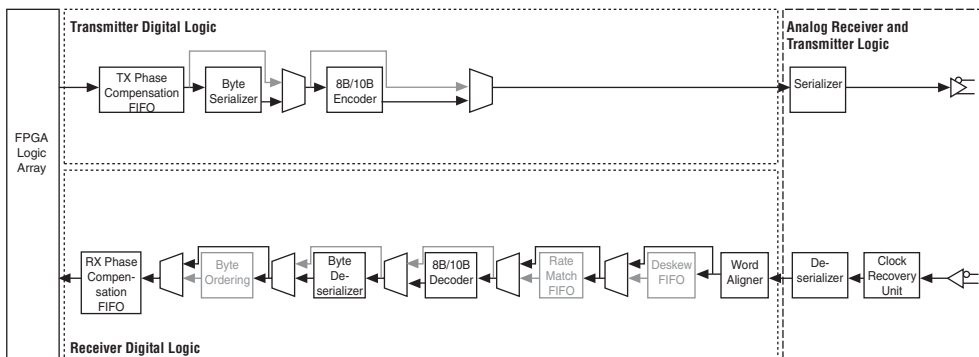 Transmitter Digital Logic
Analog Receiver and
Transmitter Logic
TX Phase
Compensation
FIFO
Byte
Serializer
8B/10B
Encoder
Serializer
FPGA
Logic
Array
RX Phase
Compen-
sation
FIFO
Byte
Ordering
Byte
De-
serializer
8B/10B
Decoder
Rate
Match
FIFO
Deskew
FIFO
Word
Aligner
De-
serializer
Clock
Recovery
Unit
Receiver Digital Logic